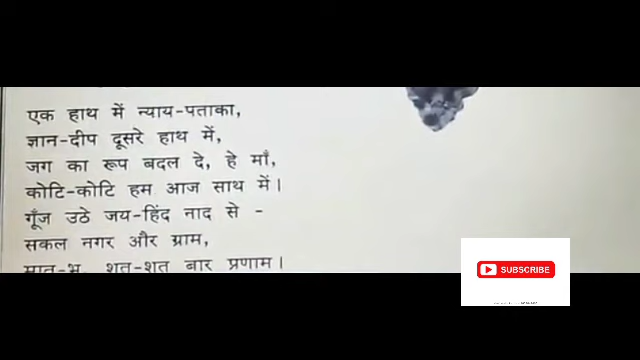 एक हाथ में न्याय-पताका,
ज्ञान-दीप दूसरे हाथ में,
जग का रूप बदल दे, हे माँ,
कोटि-कोटि हम आज साथ में।
गूँज उठे जय-हिंद नाद से -
सकल नगर और ग्राम,
मातृ-भू, शत-शत बार प्रणाम।
SUBSCRIBE